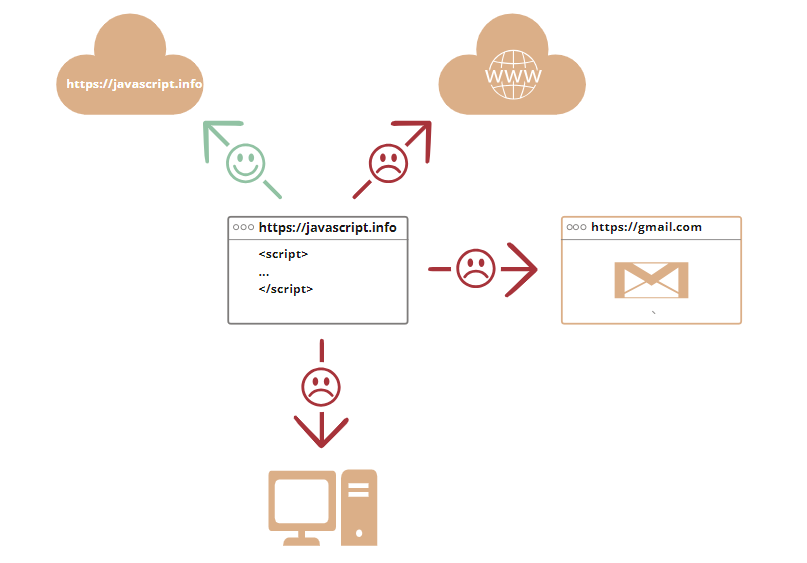 https://javascript.info
WWW
https://javascript.info
<script>
...
</script>
https://gmail.com
`